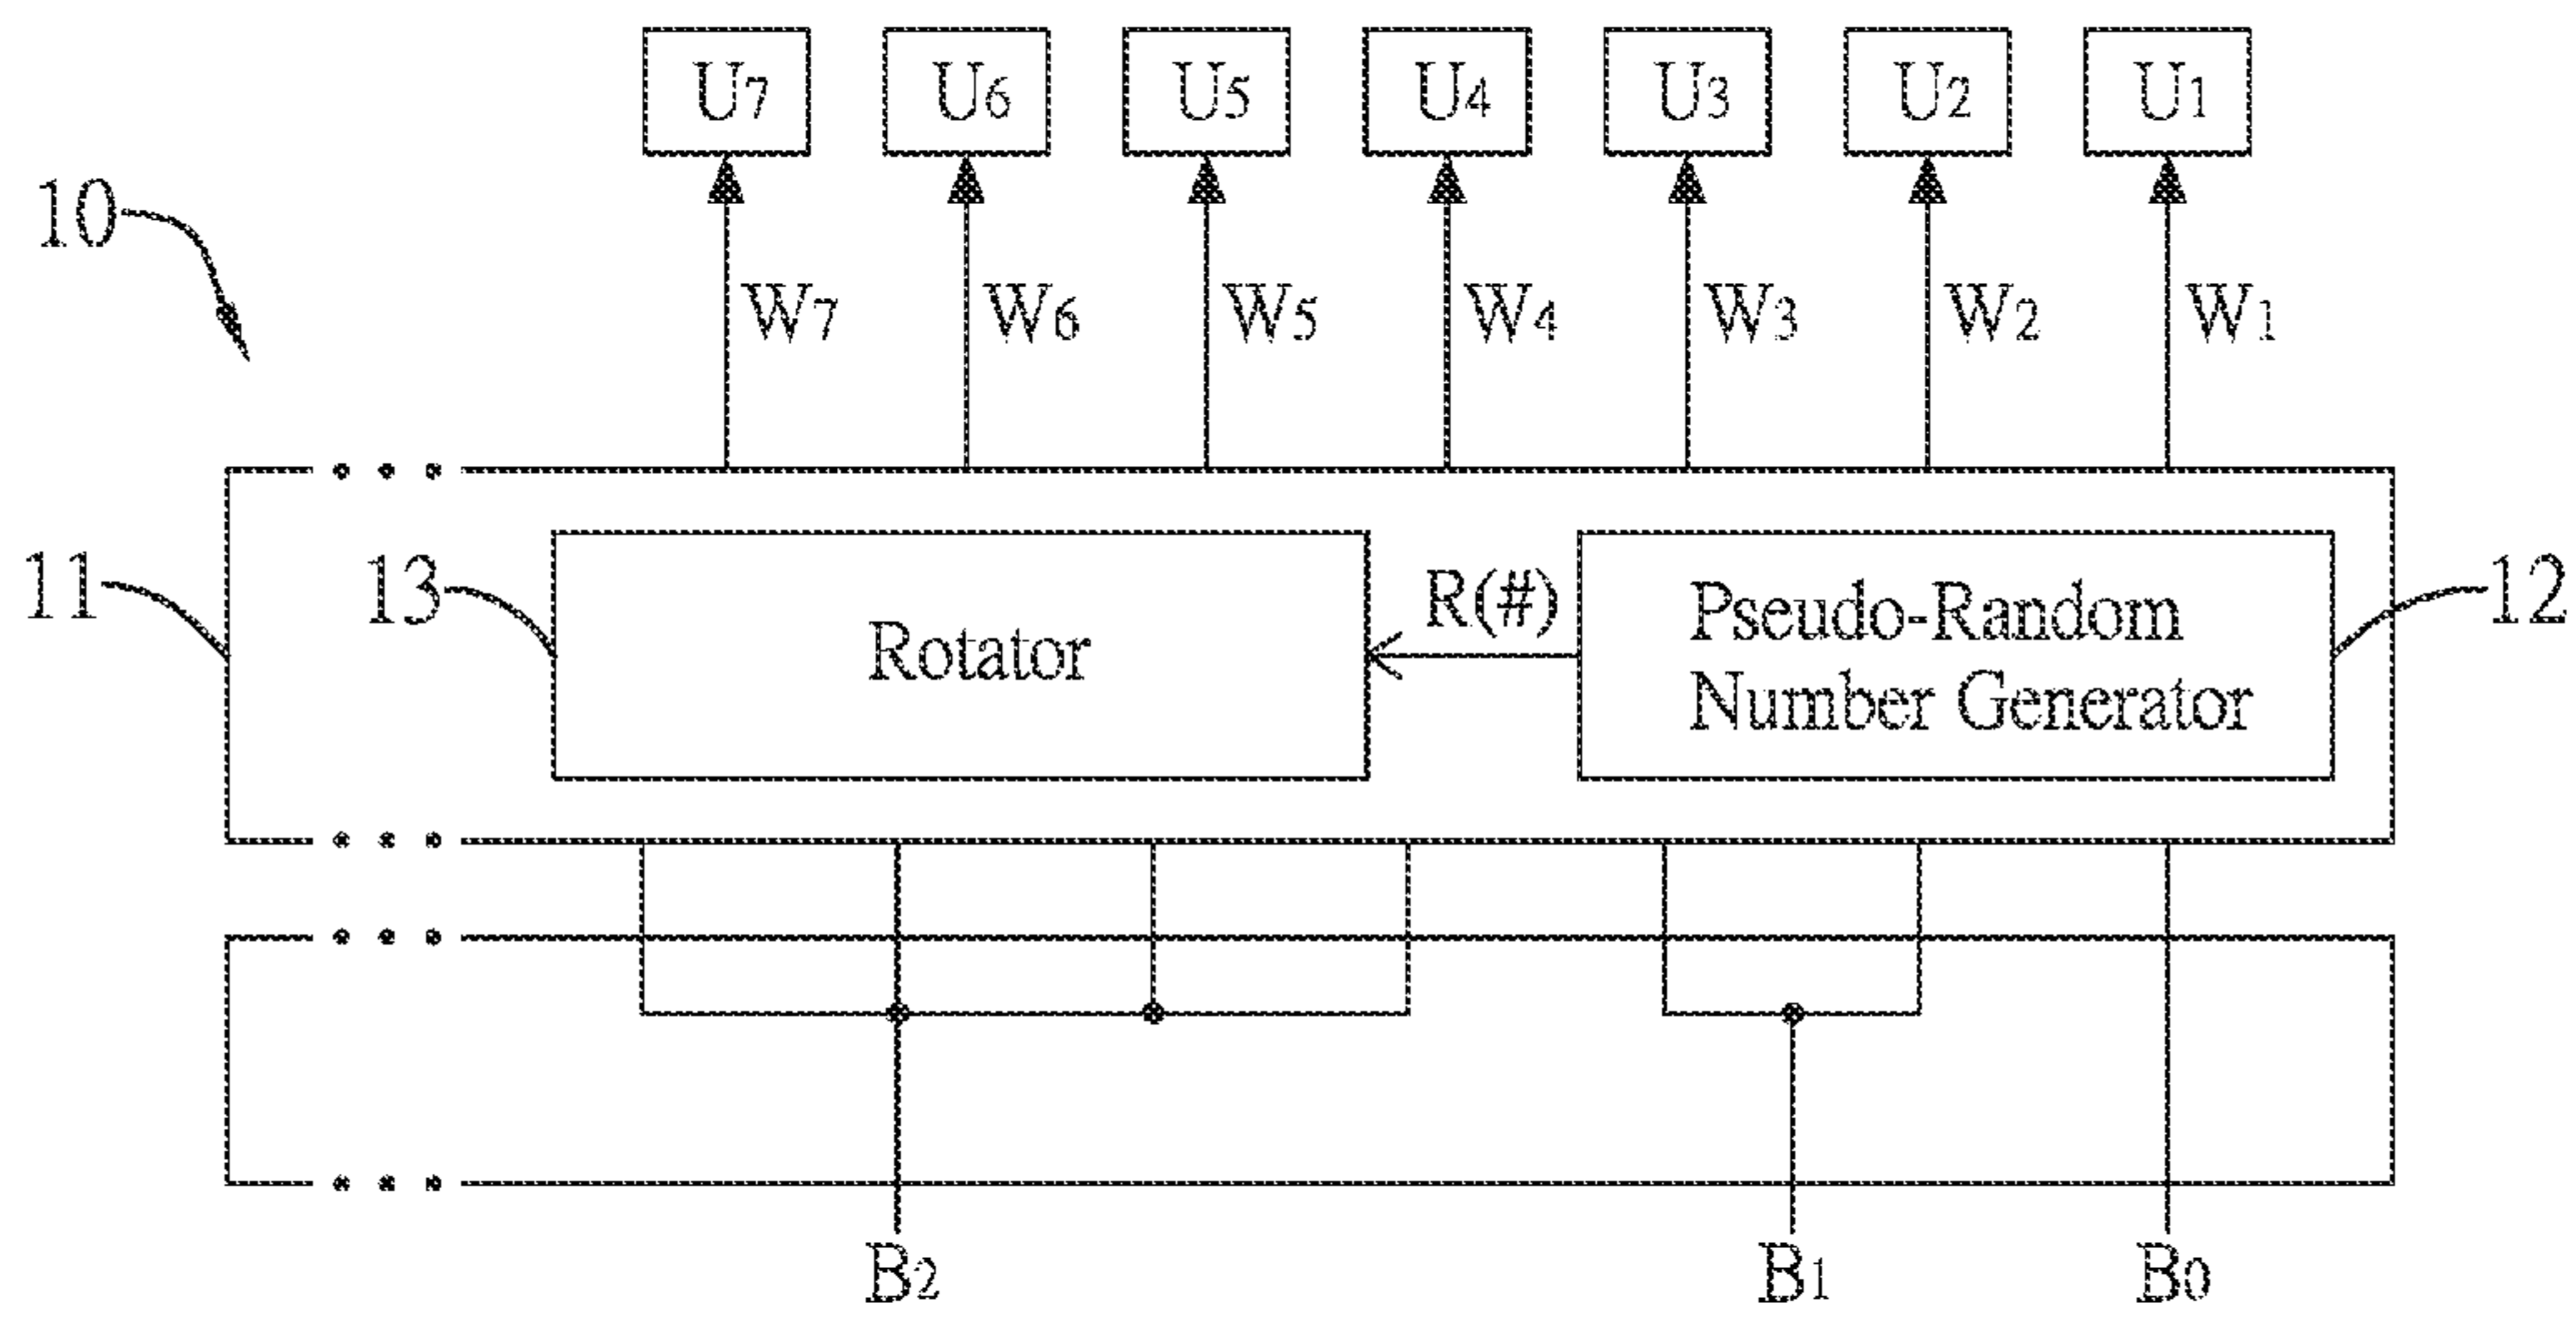 U7 U6 U5 U4 U3 U2 U1
10
W7 W6 W5 W4 W3 W2 W1
11
13
Rotator
R(#)
Pseudo-Random
Number Generator
12
B2 B1 B0